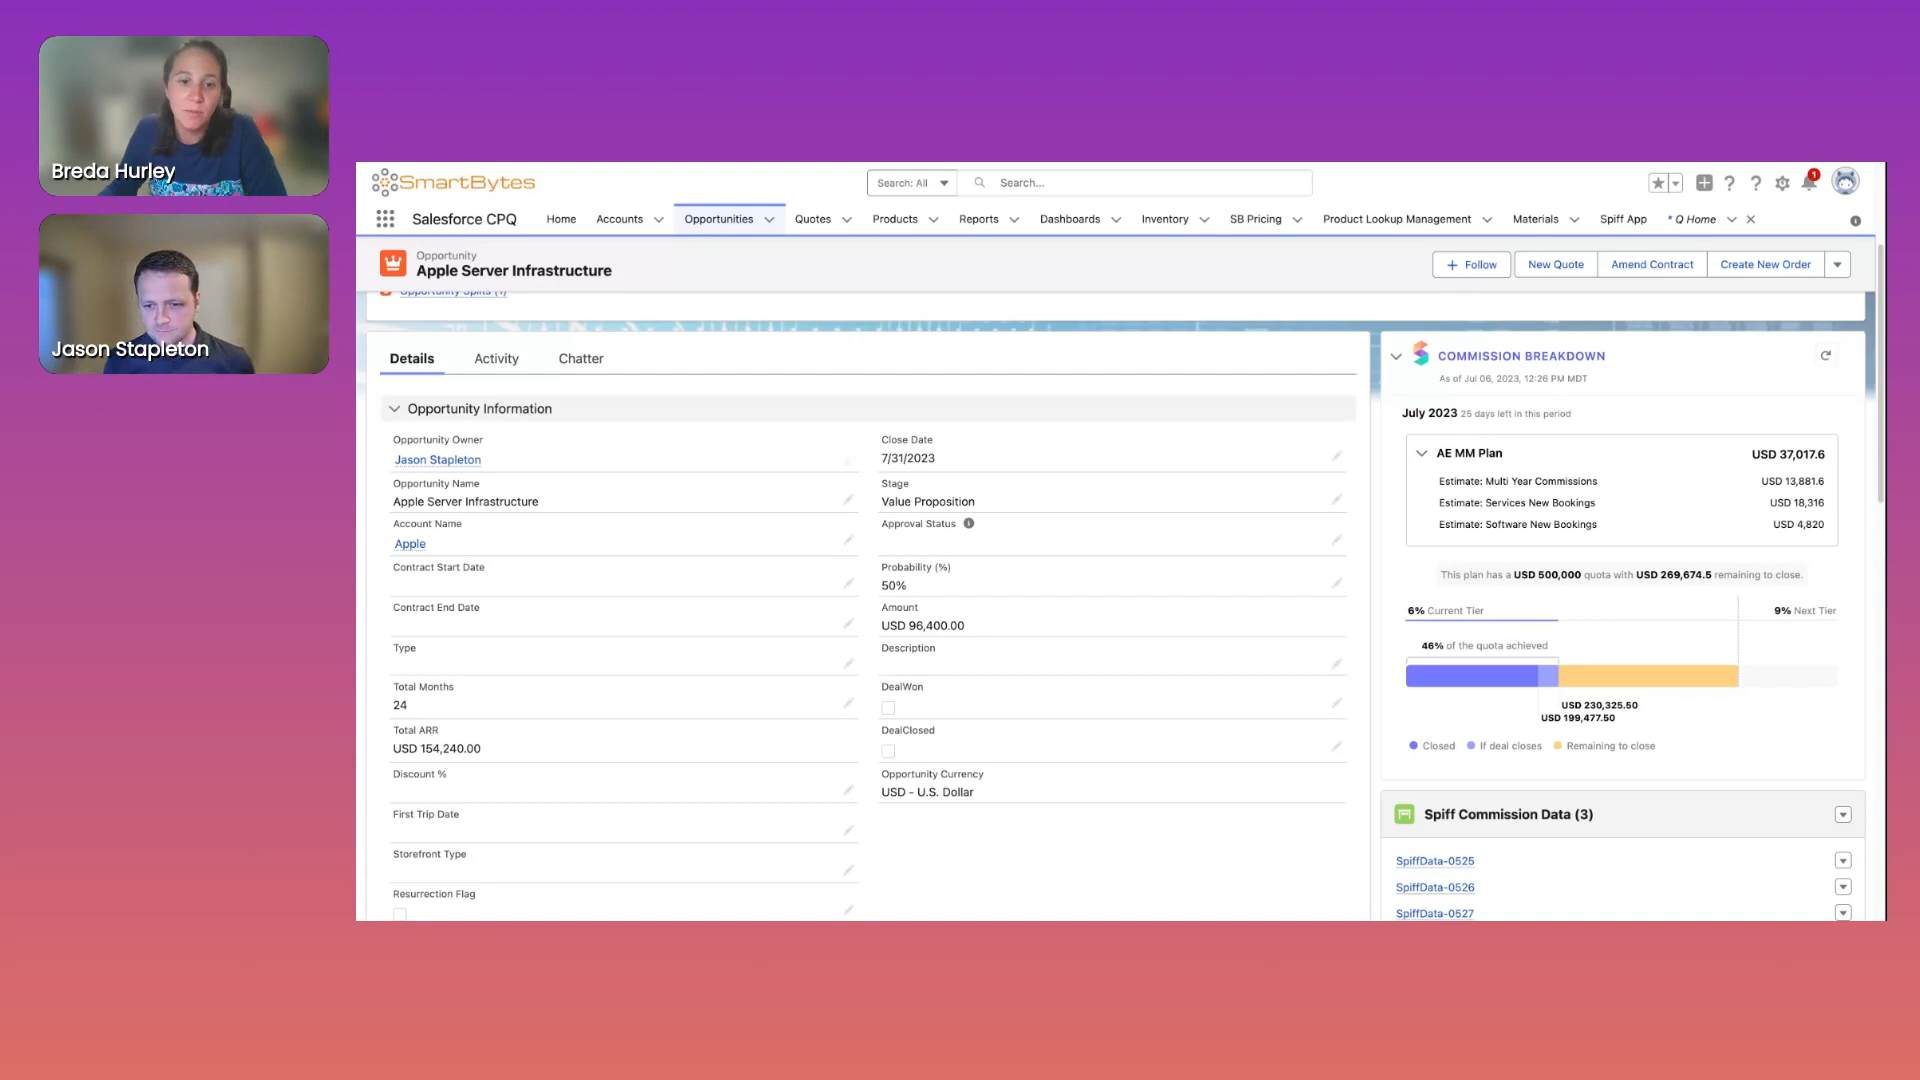 Breda Hurley
Jason Stapleton
SmartBytes
Search: All
Search...
1
Salesforce CPQ
Home
Accounts
Opportunities
Quotes
Products
Reports
Dashboards
Inventory
SB Pricing
Product Lookup Management
Materials
Spiff App
* Q Home
Opportunity
Apple Server Infrastructure
Follow
New Quote
Amend Contract
Create New Order
Opportunity Splits (1)
Details
Activity
Chatter
Opportunity Information
Opportunity Owner
Jason Stapleton
Opportunity Name
Apple Server Infrastructure
Account Name
Apple
Contract Start Date
Contract End Date
Type
Total Months
24
Total ARR
USD 154,240.00
Discount %
First Trip Date
Storefront Type
Resurrection Flag
Close Date
7/31/2023
Stage
Value Proposition
Approval Status
Probability (%)
50%
Amount
USD 96,400.00
Description
DealWon
DealClosed
Opportunity Currency
USD - U.S. Dollar
COMMISSION BREAKDOWN
As of Jul 06, 2023, 12:26 PM MDT
July 2023 25 days left in this period
AE MM Plan USD 37,017.6
Estimate: Multi Year Commissions USD 13,881.6
Estimate: Services New Bookings USD 18,316
Estimate: Software New Bookings USD 4,820
This plan has a USD 500,000 quota with USD 269,674.5 remaining to close.
6% Current Tier 9% Next Tier
46% of the quota achieved
USD 230,325.50
USD 199,477.50
Closed If deal closes Remaining to close
Spiff Commission Data (3)
SpiffData-0525
SpiffData-0526
SpiffData-0527